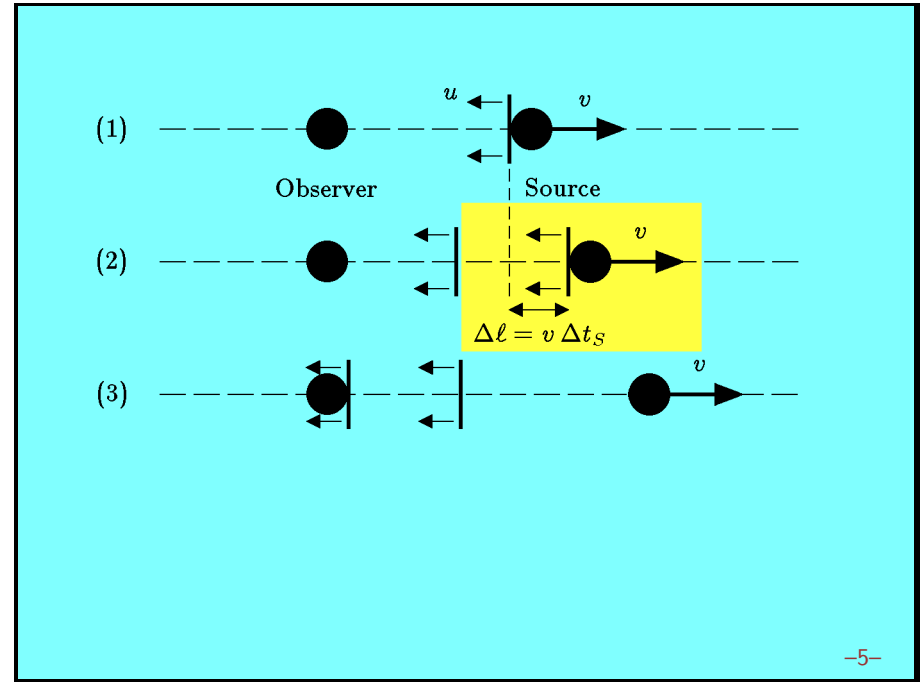 u v
(1)
Observer Source
v
(2)
Δℓ = v Δt_S
v
(3)
–5–